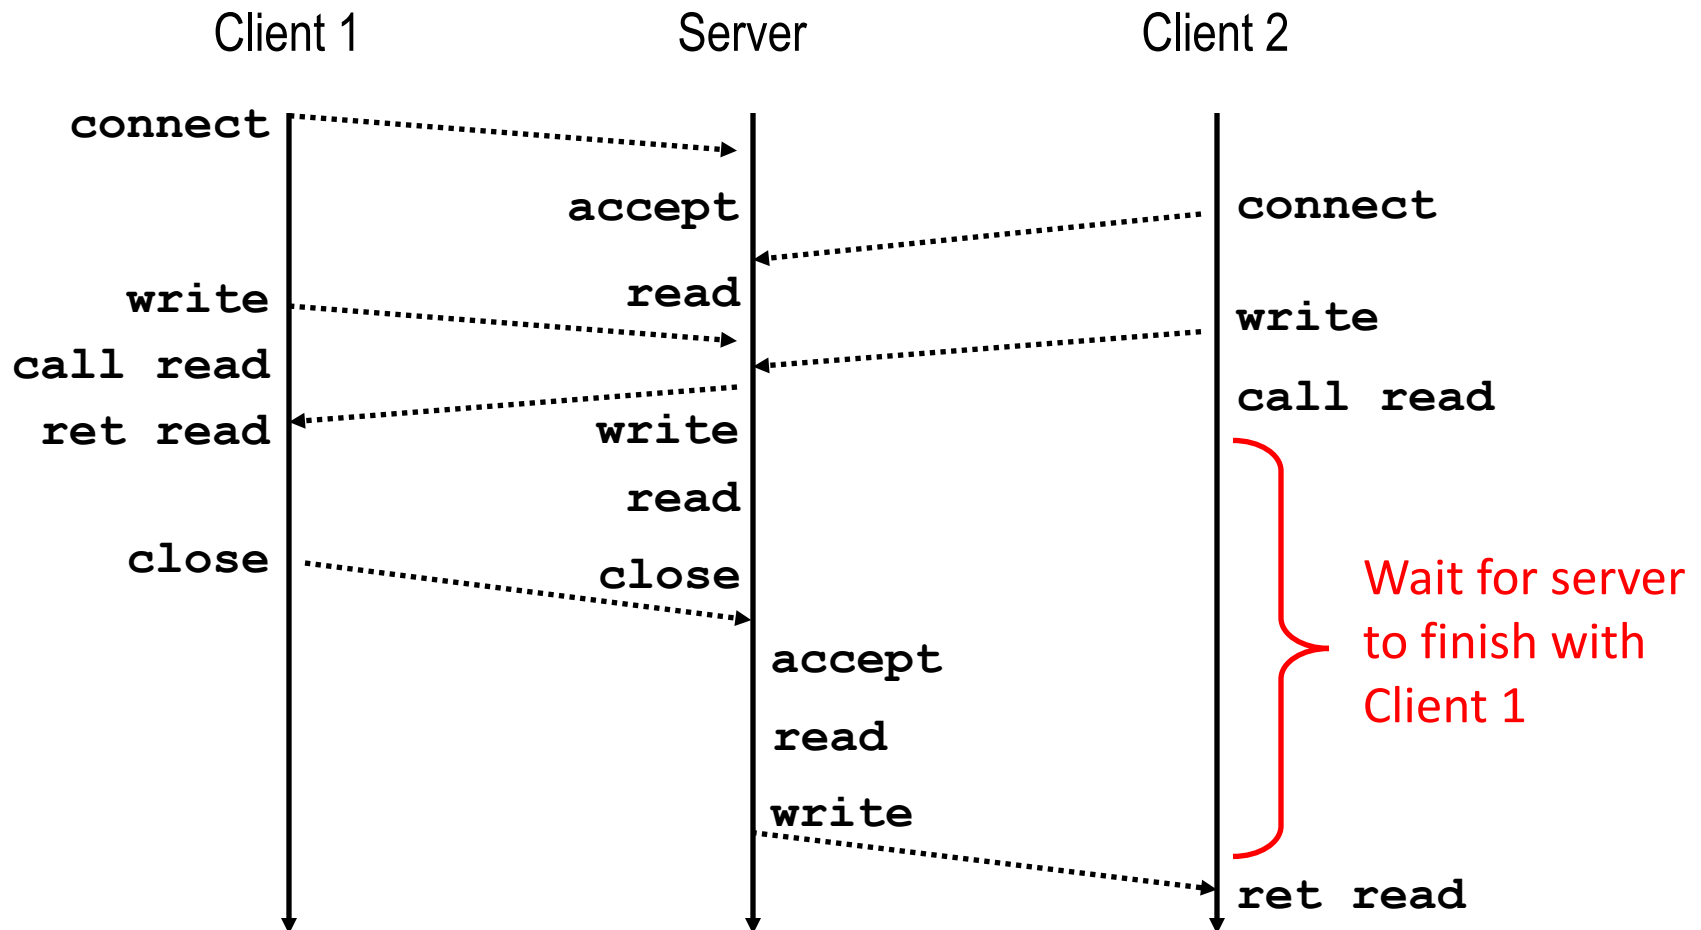 Client 1
Server
Client 2
connect
accept
connect
write
read
write
call read
call read
ret read
write
read
close
close
Wait for server
to finish with
Client 1
accept
read
write
ret read